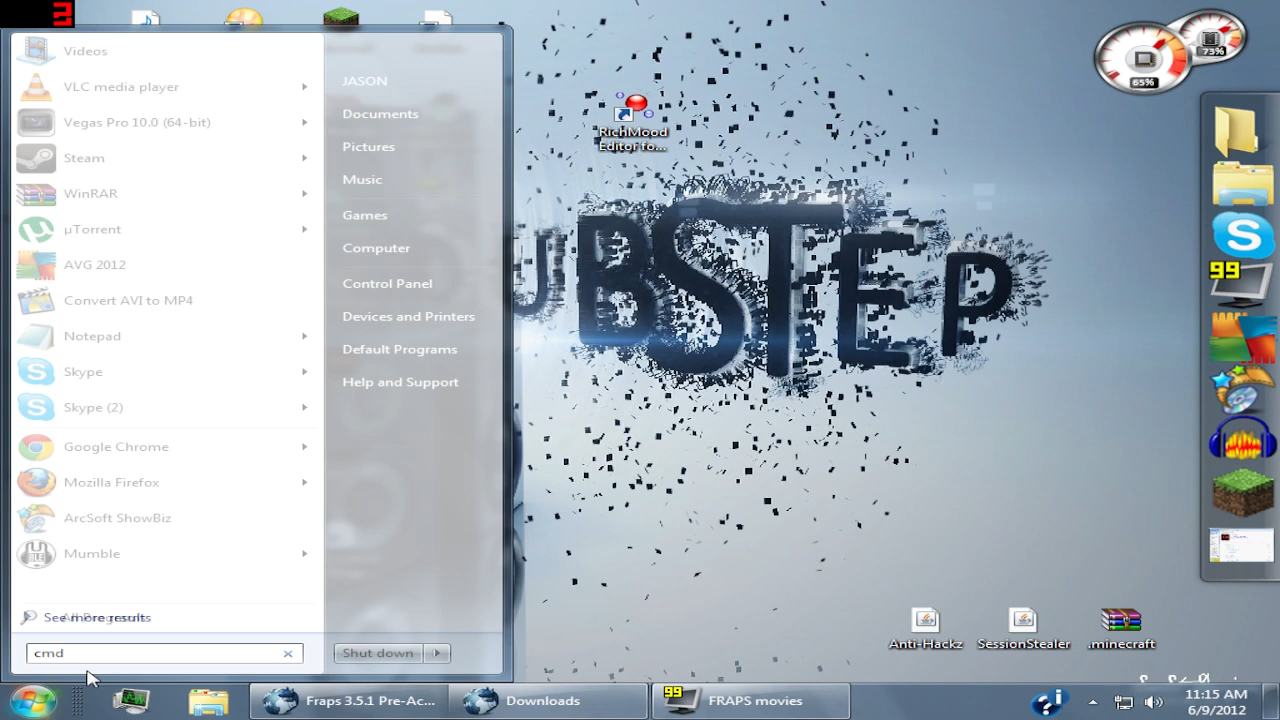 2
Videos
VLC media player
Vegas Pro 10.0 (64-bit)
Steam
WinRAR
µTorrent
AVG 2012
Convert AVI to MP4
Notepad
Skype
Skype (2)
Google Chrome
Mozilla Firefox
ArcSoft ShowBiz
Mumble
See more results
cmd
JASON
Documents
Pictures
Music
Games
Computer
Control Panel
Devices and Printers
Default Programs
Help and Support
Shut down
RichMood
Editor fo...
UBSTEP
65%
73%
99
Anti-Hackz
SessionStealer
.minecraft
Fraps 3.5.1 Pre-Ac...
Downloads
99
FRAPS movies
11:15 AM
6/9/2012